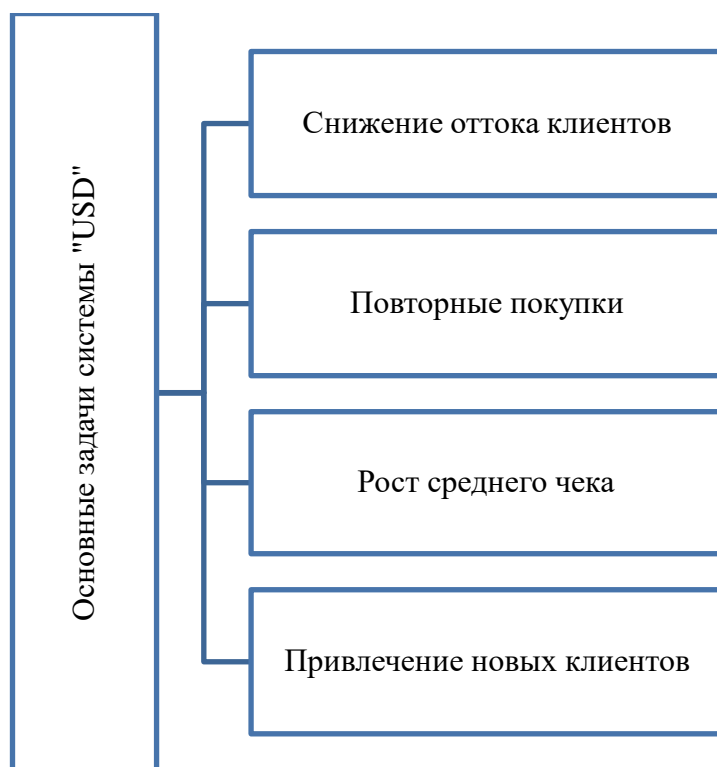 Основные задачи системы "USD"
Снижение оттока клиентов
Повторные покупки
Рост среднего чека
Привлечение новых клиентов